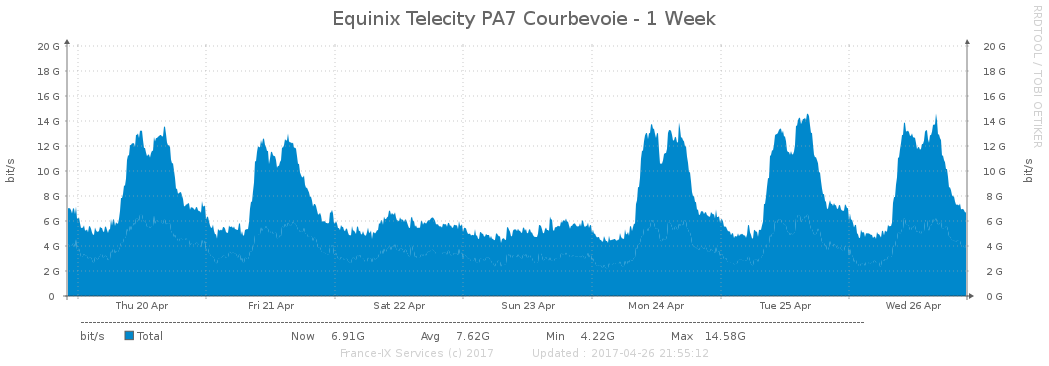 Equinix Telecity PA7 Courbevoie - 1 Week
RRDTOOL / TOBI OETIKER
20 G 20 G
18 G 18 G
16 G 16 G
14 G 14 G
12 G 12 G
10 G 10 G
8 G 8 G
6 G 6 G
4 G 4 G
2 G 2 G
0 0 G
bit/s bit/s
Thu 20 Apr Fri 21 Apr Sat 22 Apr Sun 23 Apr Mon 24 Apr Tue 25 Apr Wed 26 Apr
bit/s Total Now 6.91G Avg 7.62G Min 4.22G Max 14.58G
France-IX Services (c) 2017 Updated : 2017-04-26 21:55:12